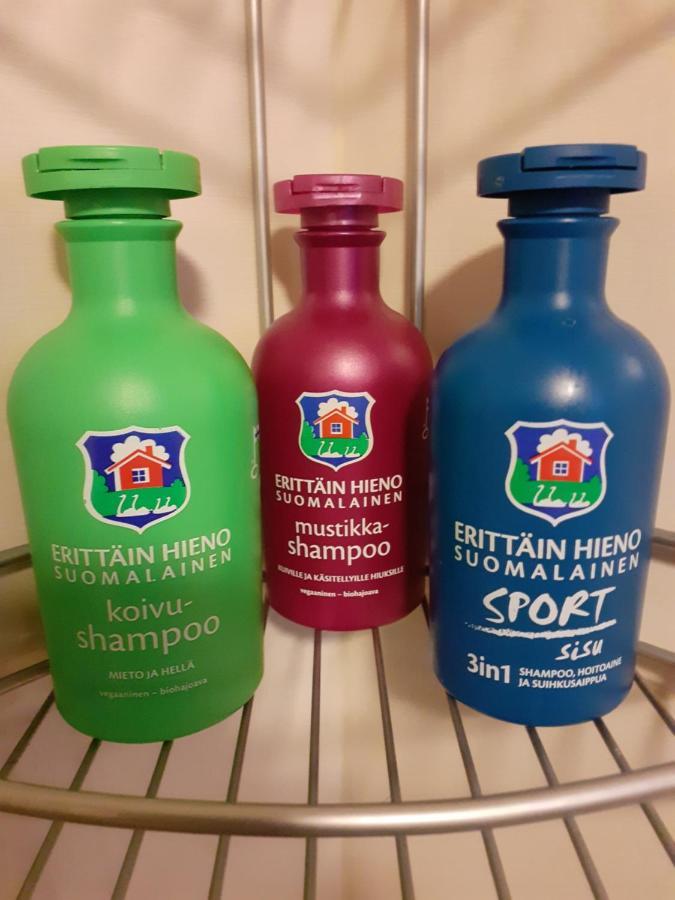 ERITTÄIN HIENO
SUOMALAINEN
koivu-
shampoo
MIETO JA HELLÄ
vegaaninen – biohajoava
ERITTÄIN HIENO
SUOMALAINEN
mustikka-
shampoo
KUIVILLE JA KÄSITELLYILLE HIUKSILLE
vegaaninen – biohajoava
ERITTÄIN HIENO
SUOMALAINEN
SPORT
sisu
3in1 SHAMPOO, HOITOAINE
JA SUIHKUSAIPPUA